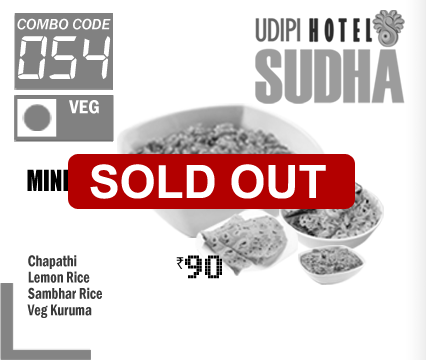 COMBO CODE
054
VEG
UDIPI HOTEL
SUDHA
MINI
SOLD OUT
₹90
Chapathi
Lemon Rice
Sambhar Rice
Veg Kuruma